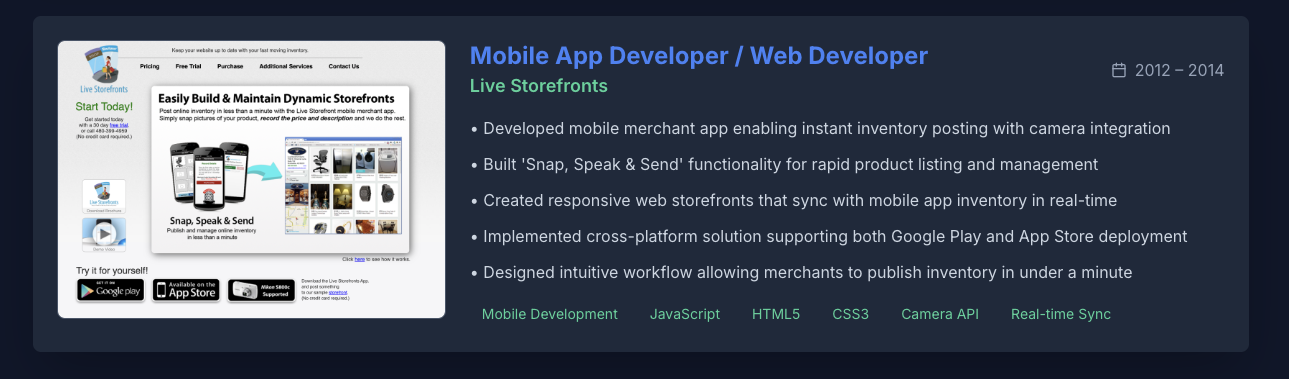 Keep your website up to date with your fast moving inventory.
Pricing Free Trial Purchase Additional Services Contact Us
Live Storefronts
Start Today!
Get started today
with a 30 day free trial.
or call 480-399-4959
(No credit card required.)
Easily Build & Maintain Dynamic Storefronts
Post online inventory in less than a minute with the Live Storefront mobile merchant app.
Simply snap pictures of your product, record the price and description and we do the rest.
Snap, Speak & Send
Publish and manage online inventory
in less than a minute
Live Storefronts
Demo Video
Click here to see how it works.
Try it for yourself!
GET IT ON
Google play
Available on the
App Store
Nikon S800c
Supported
Download the Live Storefronts App,
and post something
to our sample storefront
(No credit card required.)
Mobile App Developer / Web Developer
Live Storefronts
2012 – 2014
• Developed mobile merchant app enabling instant inventory posting with camera integration
• Built 'Snap, Speak & Send' functionality for rapid product listing and management
• Created responsive web storefronts that sync with mobile app inventory in real-time
• Implemented cross-platform solution supporting both Google Play and App Store deployment
• Designed intuitive workflow allowing merchants to publish inventory in under a minute
Mobile Development JavaScript HTML5 CSS3 Camera API Real-time Sync